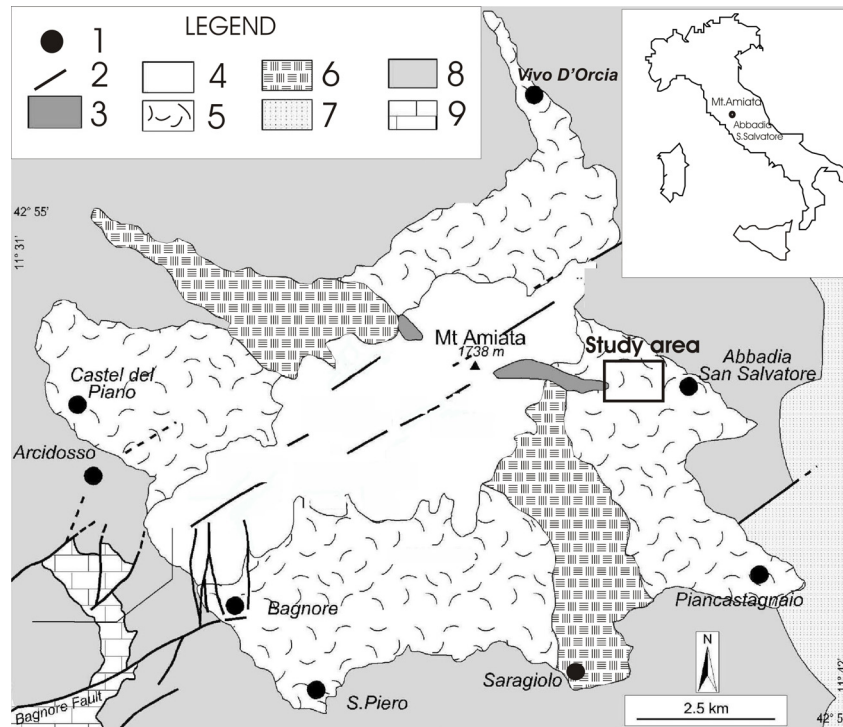 LEGEND
1
2
3
4
5
6
7
8
9
Mt.Amiata
Abbadia
S.Salvatore
Vivo D'Orcia
42° 55'
11° 31'
Mt Amiata
1738 m
Study area
Abbadia
San Salvatore
Castel del
Piano
Arcidosso
Bagnore
Piancastagnaio
Saragiolo
S.Piero
Bagnore Fault
N
2.5 km
11° 42'